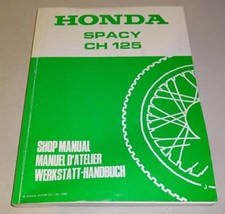 HONDA
SPACY
CH 125
SHOP MANUAL
MANUEL D'ATELIER
WERKSTATT-HANDBUCH